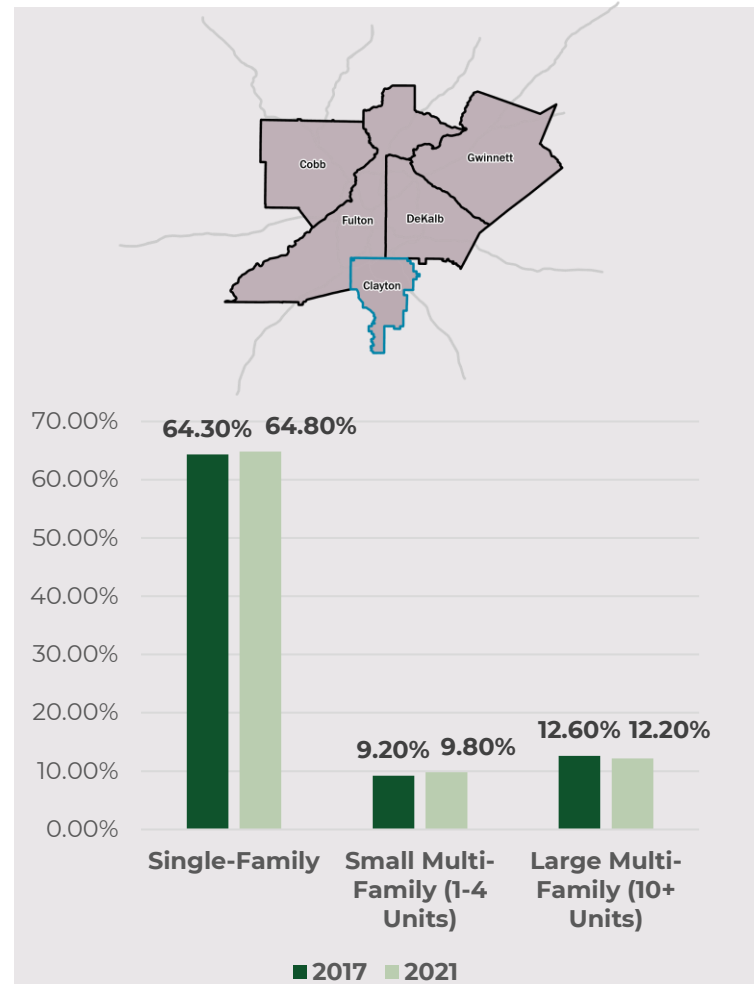 Cobb
Gwinnett
Fulton
DeKalb
Clayton
70.00%
64.30% 64.80%
60.00%
50.00%
40.00%
30.00%
20.00%
12.60% 12.20%
9.20% 9.80%
10.00%
0.00%
Single-Family
Small Multi-
Family (1-4
Units)
Large Multi-
Family (10+
Units)
2017 2021